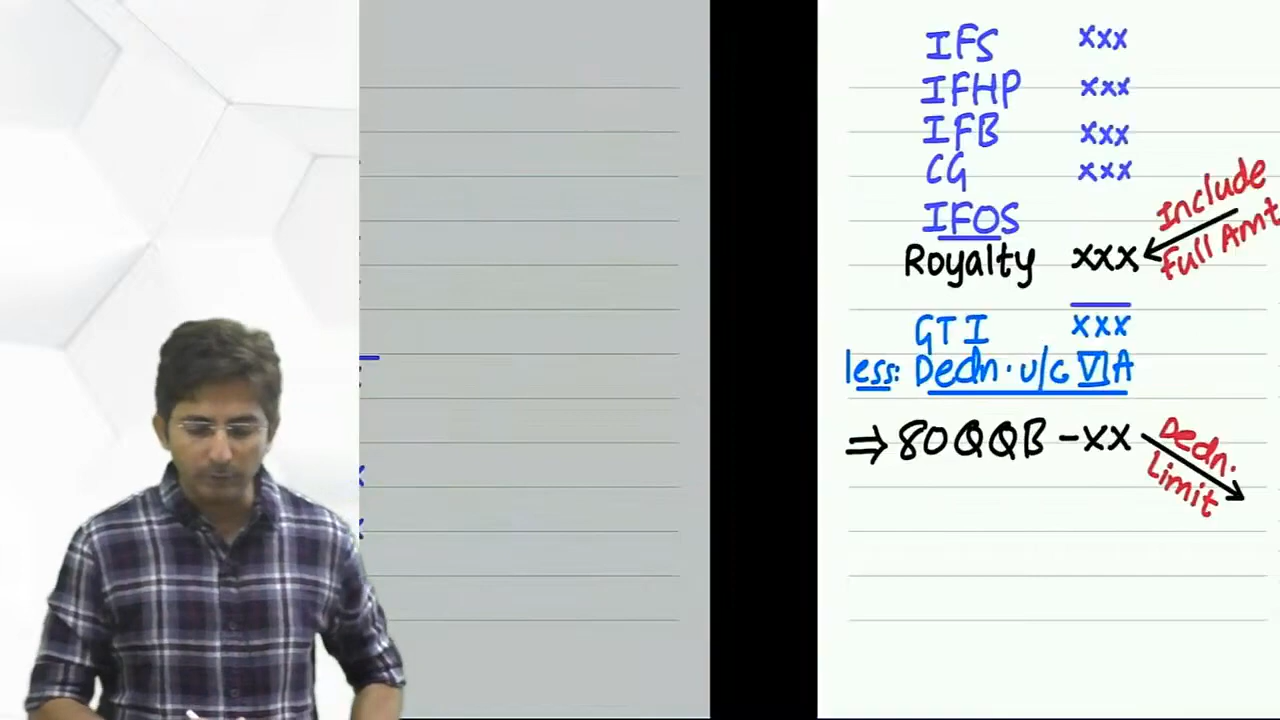 IFS xxx
IFHP xxx
IFB xxx
CG xxx
IFOS
Royalty xxx
Include
Full Amt
GTI xxx
less: Dedn. u/c VIA
⇒ 80QQB -xx
Dedn.
Limit